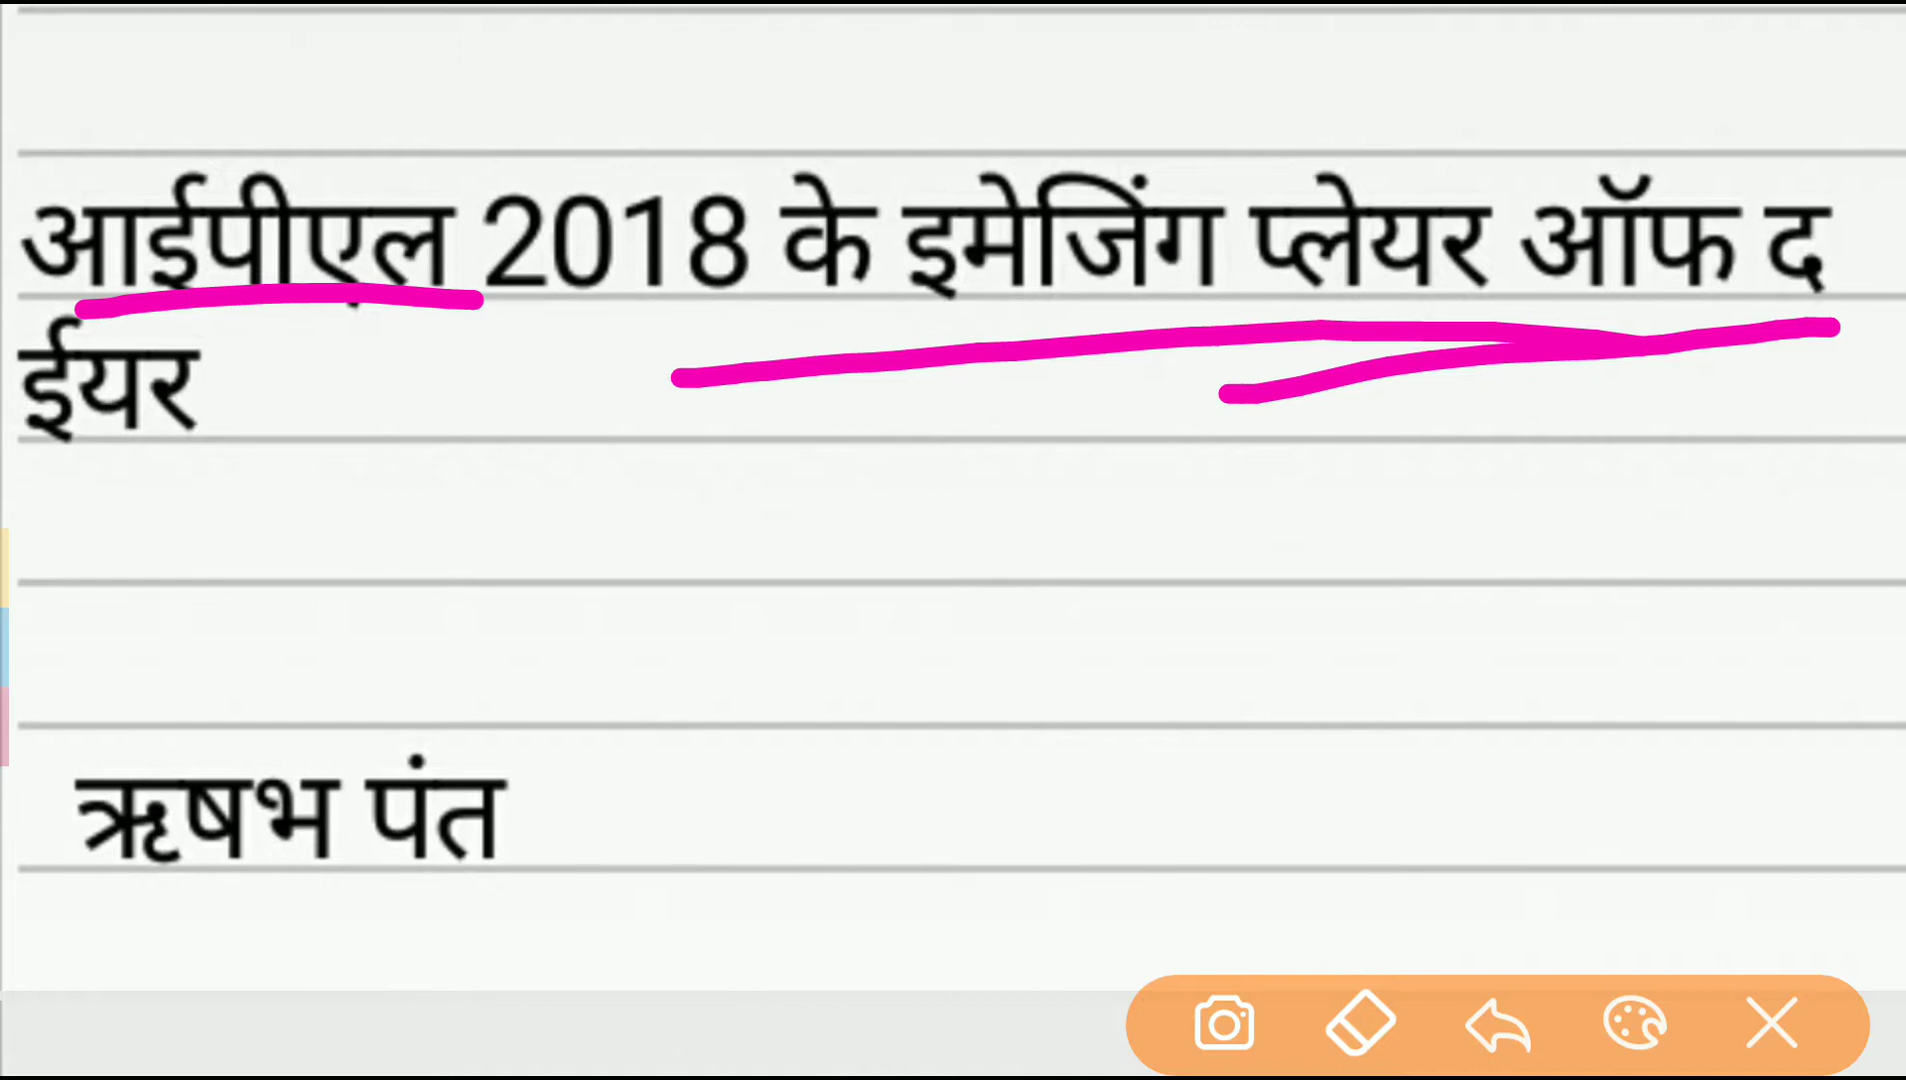 आईपीएल 2018 के इमेजिंग प्लेयर ऑफ द
ईयर
ऋषभ पंत